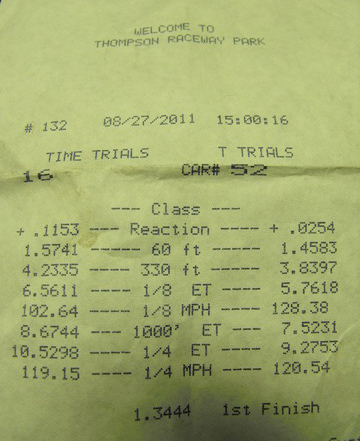 WELCOME TO
THOMPSON RACEWAY PARK
# 132 08/27/2011 15:00:16
TIME TRIALS T TRIALS
16 CAR# 52
--- Class ---
+ .1153 --- Reaction ---- + .0254
1.5741 ----- 60 ft ----- 1.4583
4.2335 ---- 330 ft ----- 3.8397
6.5611 ---- 1/8 ET ---- 5.7618
102.64 ---- 1/8 MPH ---- 128.38
8.6744 ---- 1000' ET --- 7.5231
10.5298 ---- 1/4 ET ---- 9.2753
119.15 ---- 1/4 MPH ---- 120.54
1.3444 1st Finish